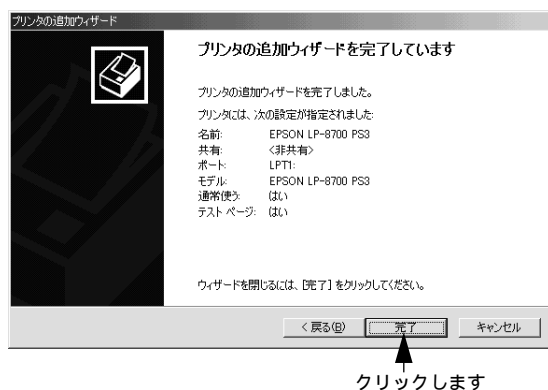 プリンタの追加ウィザード
プリンタの追加ウィザードを完了しています
プリンタの追加ウィザードを完了しました。
プリンタには、次の設定が指定されました:
名前: EPSON LP-8700 PS3
共有: <非共有>
ポート: LPT1:
モデル: EPSON LP-8700 PS3
通常使う: はい
テスト ページ: はい
ウィザードを閉じるには、[完了] をクリックしてください。
< 戻る(B) 完了 キャンセル
クリックします